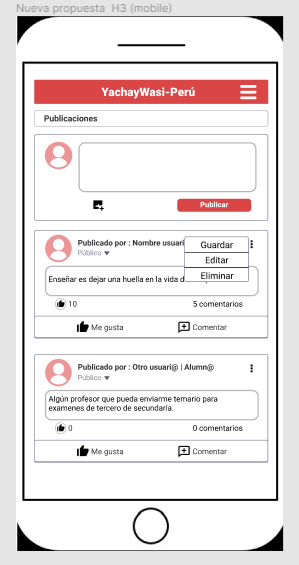 Nueva propuesta H3 (mobile)
YachayWasi-Perú
Publicaciones
Publicar
Publicado por : Nombre usuari
Público
Guardar
Editar
Eliminar
Enseñar es dejar una huella en la vida d
10
5 comentarios
Me gusta
Comentar
Publicado por : Otro usuari@ | Alumn@
Público
Algún profesor que pueda enviarme temario para
examenes de tercero de secundaria.
0
0 comentarios
Me gusta
Comentar